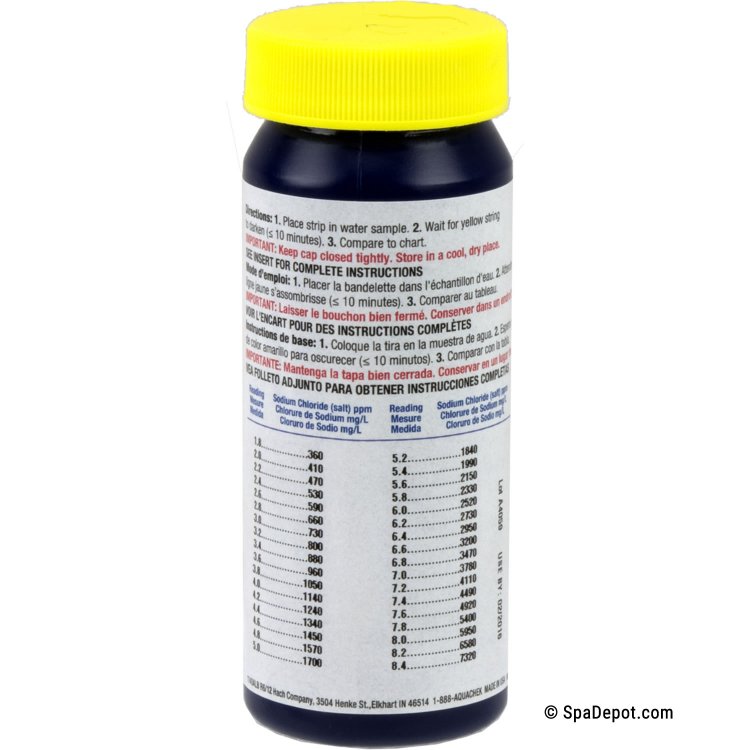 Directions: 1. Place strip in water sample. 2. Wait for yellow string
to darken (≤ 10 minutes). 3. Compare to chart.
IMPORTANT: Keep cap closed tightly. Store in a cool, dry place.
SEE INSERT FOR COMPLETE INSTRUCTIONS
Mode d'emploi: 1. Placer la bandelette dans l'échantillon d'eau. 2.
ligne jaune s'assombrisse (≤ 10 minutes). 3. Comparer au tableau.
IMPORTANT: Laisser le bouchon bien fermé. Conserver dans un
VOIR L'ENCART POUR DES INSTRUCTIONS COMPLÈTES
Instrucciones de base: 1. Coloque la tira en la muestra de agua. 2.
de color amarillo para oscurecer (≤ 10 minutos). 3. Comparar con la tabla.
IMPORTANTE: Mantenga la tapa bien cerrada. Conservar en un lugar
VEA FOLLETO ADJUNTO PARA OBTENER INSTRUCCIONES COMPLETAS
Reading Sodium Chloride (salt) ppm Reading Sodium Chloride (salt) ppm
Mesure Chlorure de Sodium mg/L Mesure Chlorure de Sodium mg/L
Medida Cloruro de Sodio mg/L Medida Cloruro de Sodio mg/L
1.8..............360
2.0..............410
2.2..............470
2.4..............530
2.6..............590
2.8..............660
3.0..............730
3.2..............800
3.4..............880
3.6..............960
3.8..............1050
4.0..............1140
4.2..............1240
4.4..............1340
4.6..............1450
4.8..............1570
5.0..............1700
5.2..............1840
5.4..............1990
5.6..............2150
5.8..............2330
6.0..............2520
6.2..............2730
6.4..............2950
6.6..............3200
6.8..............3470
7.0..............3780
7.2..............4110
7.4..............4490
7.6..............4920
7.8..............5400
8.0..............5950
8.2..............6580
8.4..............7320
Lot A4050 USE BY: 02/2016
Hach Company, 3504 Henke St., Elkhart IN 46514 1-888-AQUACHEK MADE IN USA
© SpaDepot.com